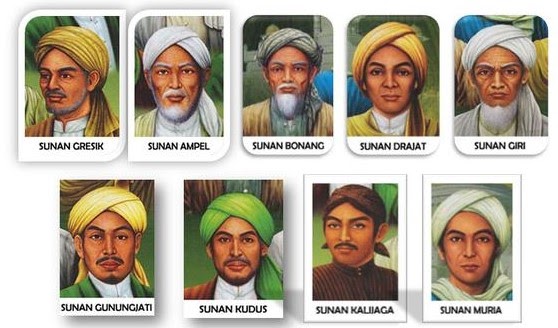 SUNAN GRESIK
SUNAN AMPEL
SUNAN BONANG
SUNAN DRAJAT
SUNAN GIRI
SUNAN GUNUNGJATI
SUNAN KUDUS
SUNAN KALIJAGA
SUNAN MURIA